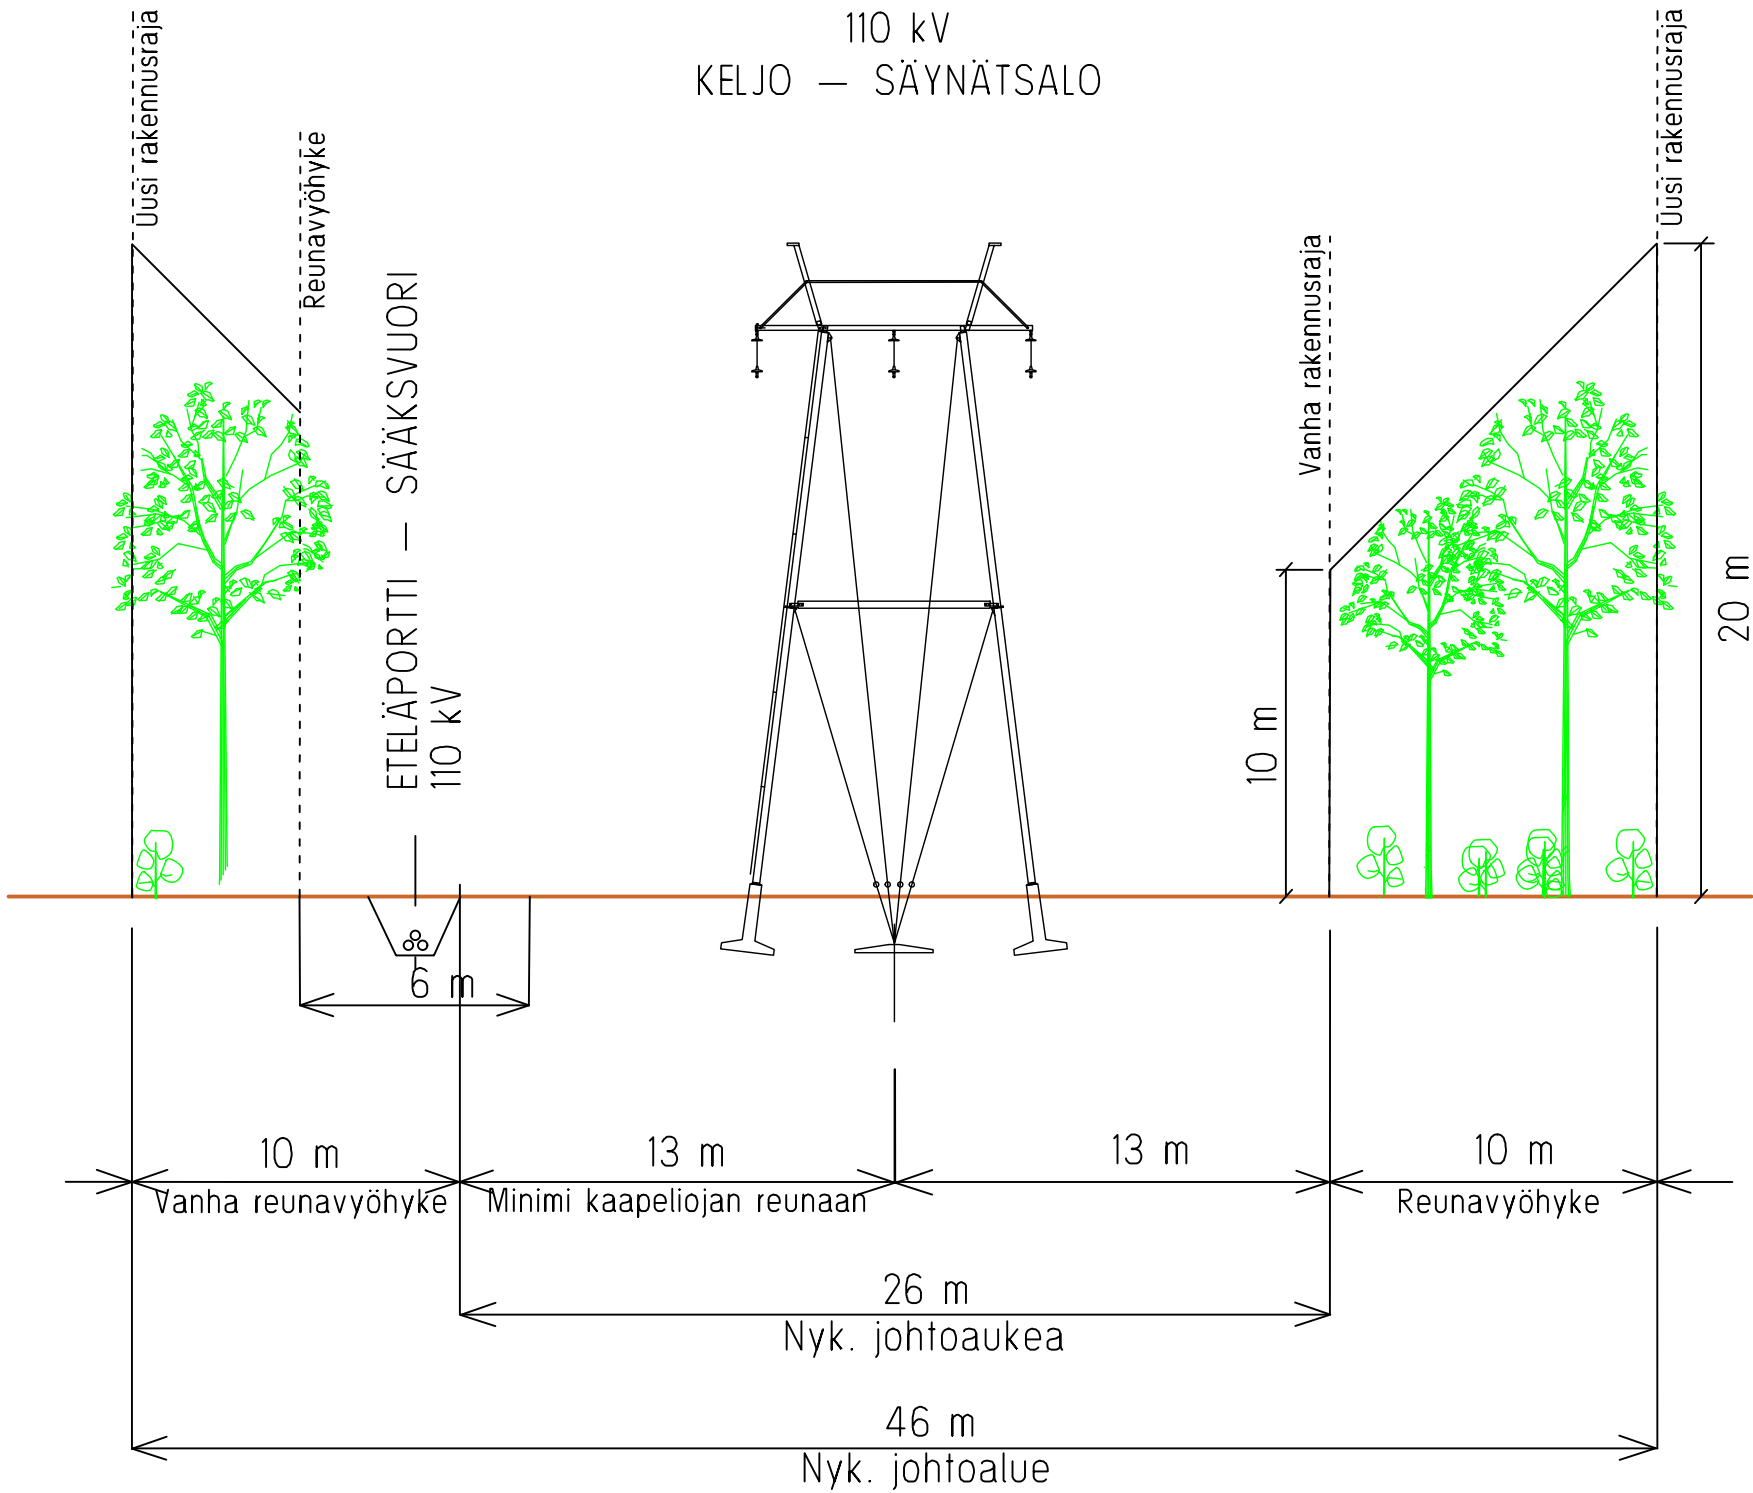 110 kV
KELJO — SÄYNÄTSALO
Uusi rakennusraja
Reunavyöhyke
ETELÄPORTTI — SÄÄKSVUORI
110 kV
Vanha rakennusraja
Uusi rakennusraja
10 m
20 m
6 m
10 m
13 m
13 m
10 m
Vanha reunavyöhyke
Minimi kaapeliojan reunaan
Reunavyöhyke
26 m
Nyk. johtoaukea
46 m
Nyk. johtoalue